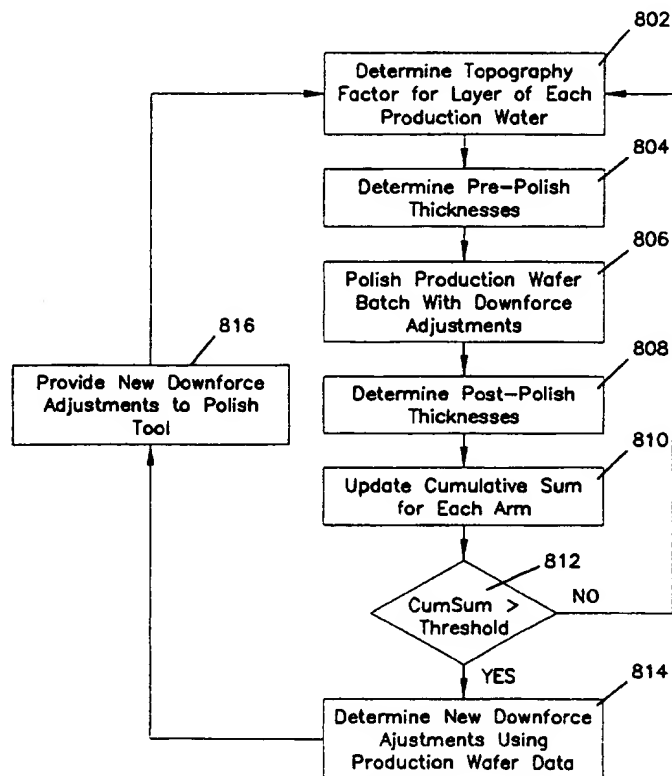 802
Determine Topography
Factor for Layer of Each
Production Water
804
Determine Pre-Polish
Thicknesses
806
Polish Production Wafer
Batch With Downforce
Adjustments
816
Provide New Downforce
Adjustments to Polish
Tool
808
Determine Post-Polish
Thicknesses
810
Update Cumulative Sum
for Each Arm
812
CumSum >
Threshold
NO
YES
814
Determine New Downforce
Ajustments Using
Production Wafer Data